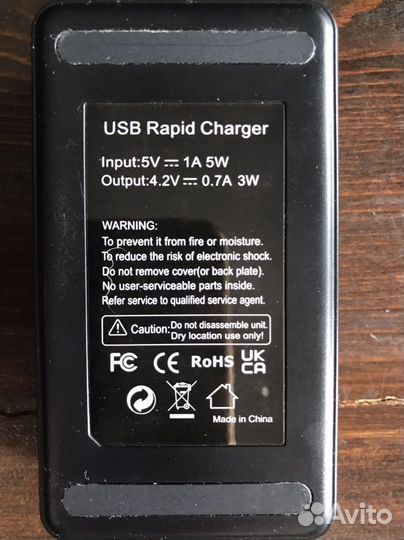 USB Rapid Charger
Input:5V⎓1A 5W
Output:4.2V⎓0.7A 3W
WARNING:
To prevent it from fire or moisture.
To reduce the risk of electronic shock.
Do not remove cover(or back plate).
No user-serviceable parts inside.
Refer service to qualified service agent.
Caution: Do not disassemble unit.
Dry location use only!
FC CE RoHS UK
CA
Made in China
Avito